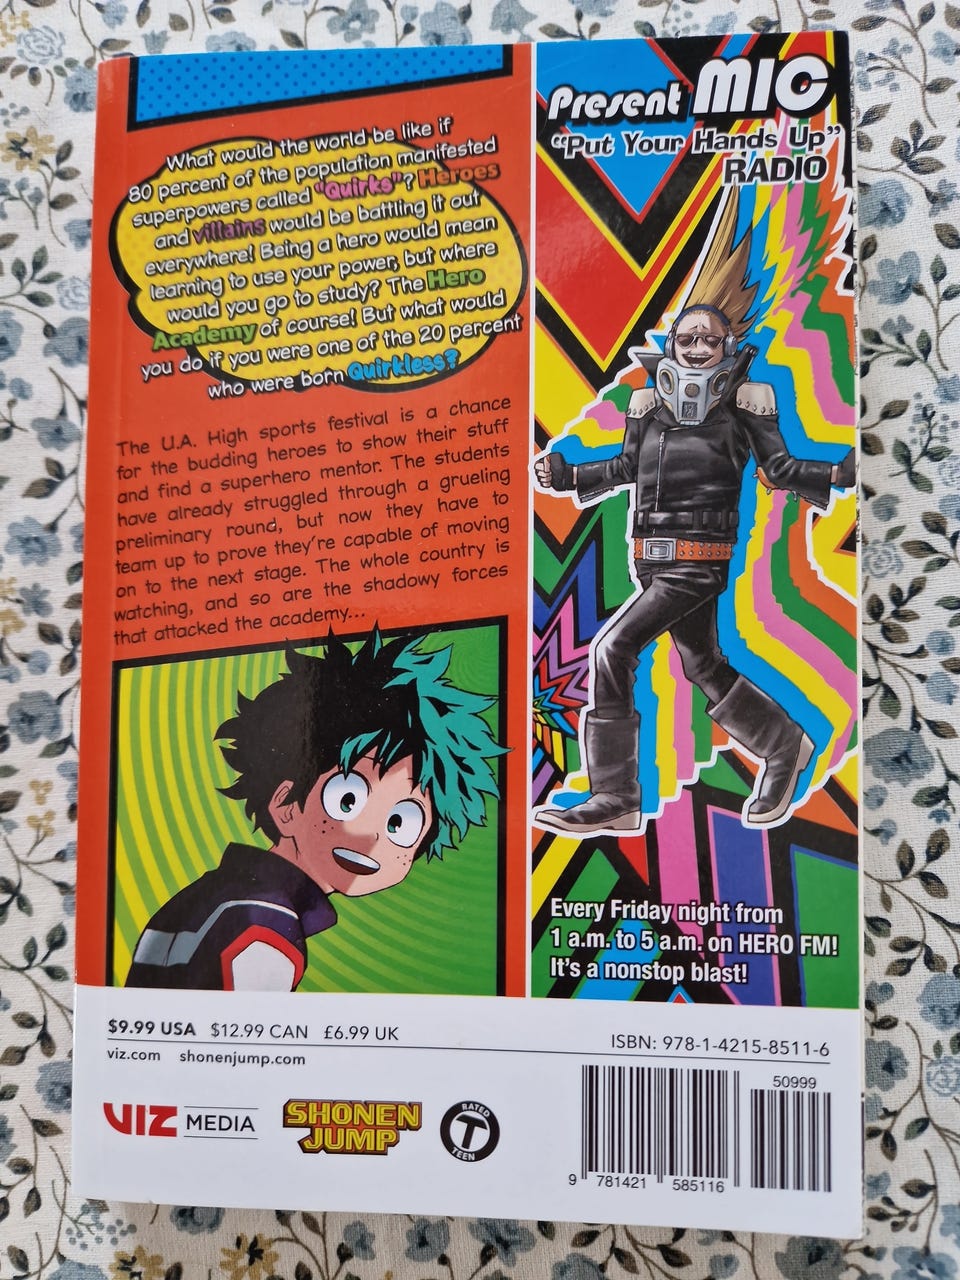 What would the world be like if
80 percent of the population manifested
superpowers called "Quirks"? Heroes
and villains would be battling it out
everywhere! Being a hero would mean
learning to use your power, but where
would you go to study? The Hero
Academy of course! But what would
you do if you were one of the 20 percent
who were born Quirkless?
The U.A. High sports festival is a chance
for the budding heroes to show their stuff
and find a superhero mentor. The students
have already struggled through a grueling
preliminary round, but now they have to
team up to prove they're capable of moving
on to the next stage. The whole country is
watching, and so are the shadowy forces
that attacked the academy...
Present MIC
"Put Your Hands Up"
RADIO
Every Friday night from
1 a.m. to 5 a.m. on HERO FM!
It's a nonstop blast!
$9.99 USA $12.99 CAN £6.99 UK
viz.com shonenjump.com
VIZ MEDIA
SHONEN
JUMP
RATED
T
TEEN
ISBN: 978-1-4215-8511-6
50999
9 781421 585116